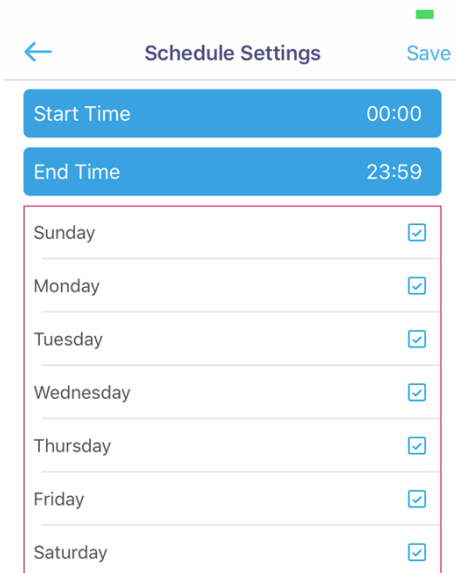 Schedule Settings Save
Start Time 00:00
End Time 23:59
Sunday
Monday
Tuesday
Wednesday
Thursday
Friday
Saturday